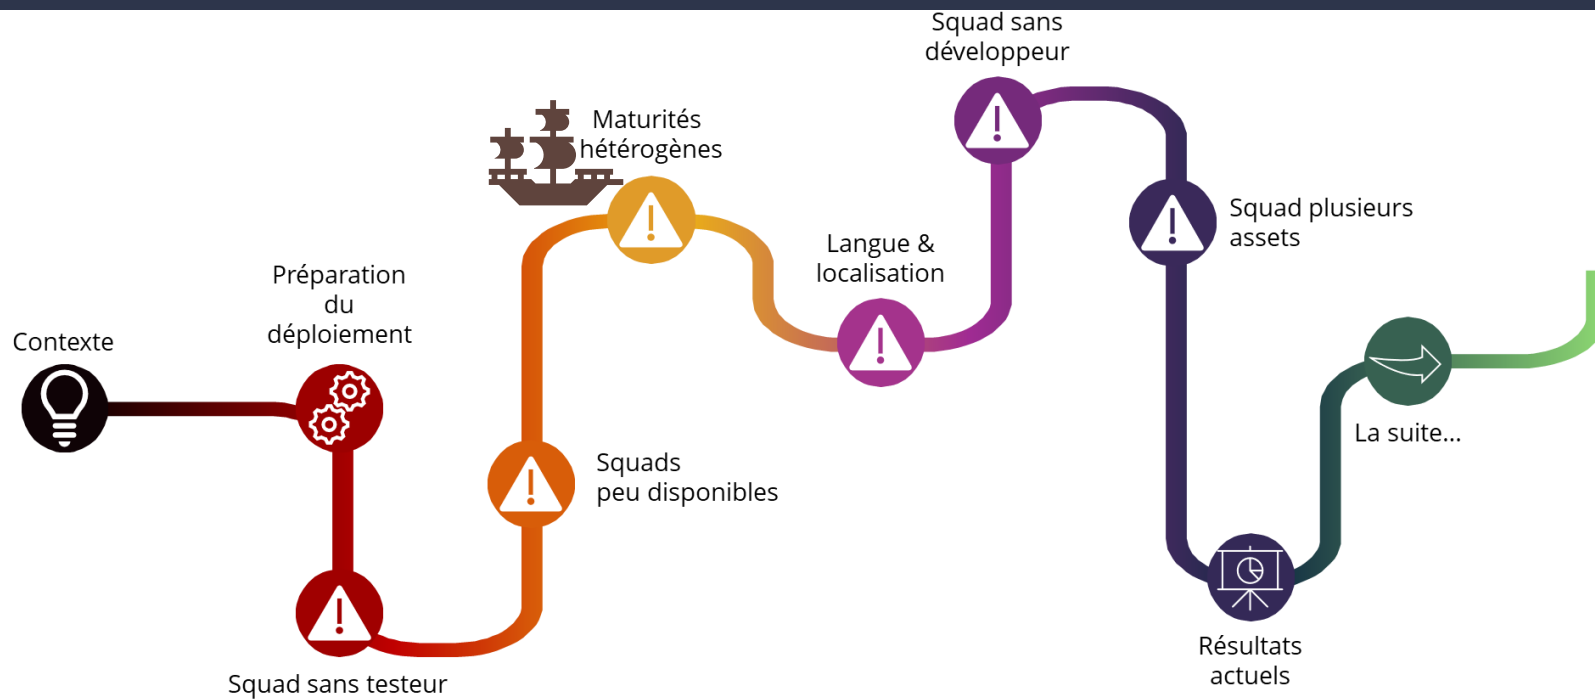 Contexte
Préparation
du
déploiement
Squad sans testeur
Squads
peu disponibles
Maturités
hétérogènes
Langue &
localisation
Squad sans
développeur
Squad plusieurs
assets
Résultats
actuels
La suite...